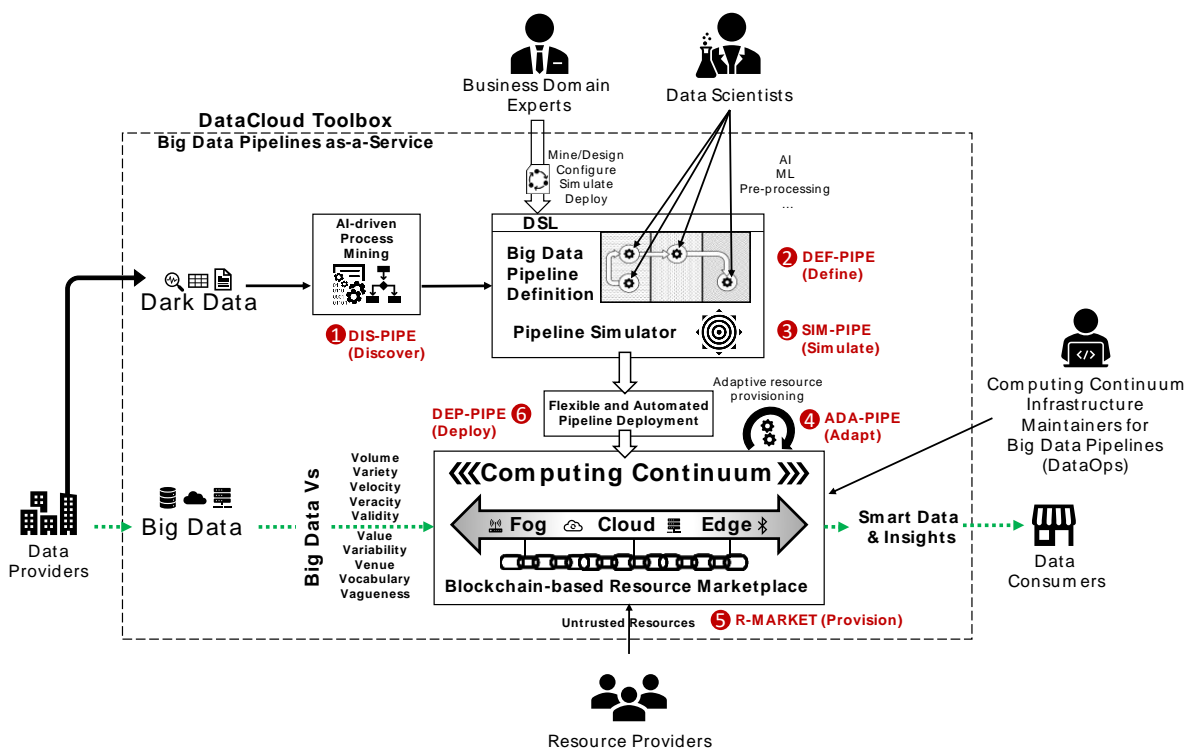 Business Domain
Experts
Data Scientists
DataCloud Toolbox
Big Data Pipelines as-a-Service
Mine/Design
Configure
Simulate
Deploy
AI
ML
Pre-processing
...
AI-driven
Process
Mining
DSL
Big Data
Pipeline
Definition
2 DEF-PIPE
(Define)
Dark Data
1 DIS-PIPE
(Discover)
Pipeline Simulator
3 SIM-PIPE
(Simulate)
Computing Continuum
Infrastructure
Maintainers for
Big Data Pipelines
(DataOps)
Adaptive resource
provisioning
DEP-PIPE 6
(Deploy)
Flexible and Automated
Pipeline Deployment
4 ADA-PIPE
(Adapt)
Big Data Vs
Volume
Variety
Velocity
Veracity
Validity
Value
Variability
Venue
Vocabulary
Vagueness
Computing Continuum
Fog Cloud Edge
Blockchain-based Resource Marketplace
Big Data
Data
Providers
Smart Data
& Insights
Data
Consumers
Untrusted Resources
5 R-MARKET (Provision)
Resource Providers